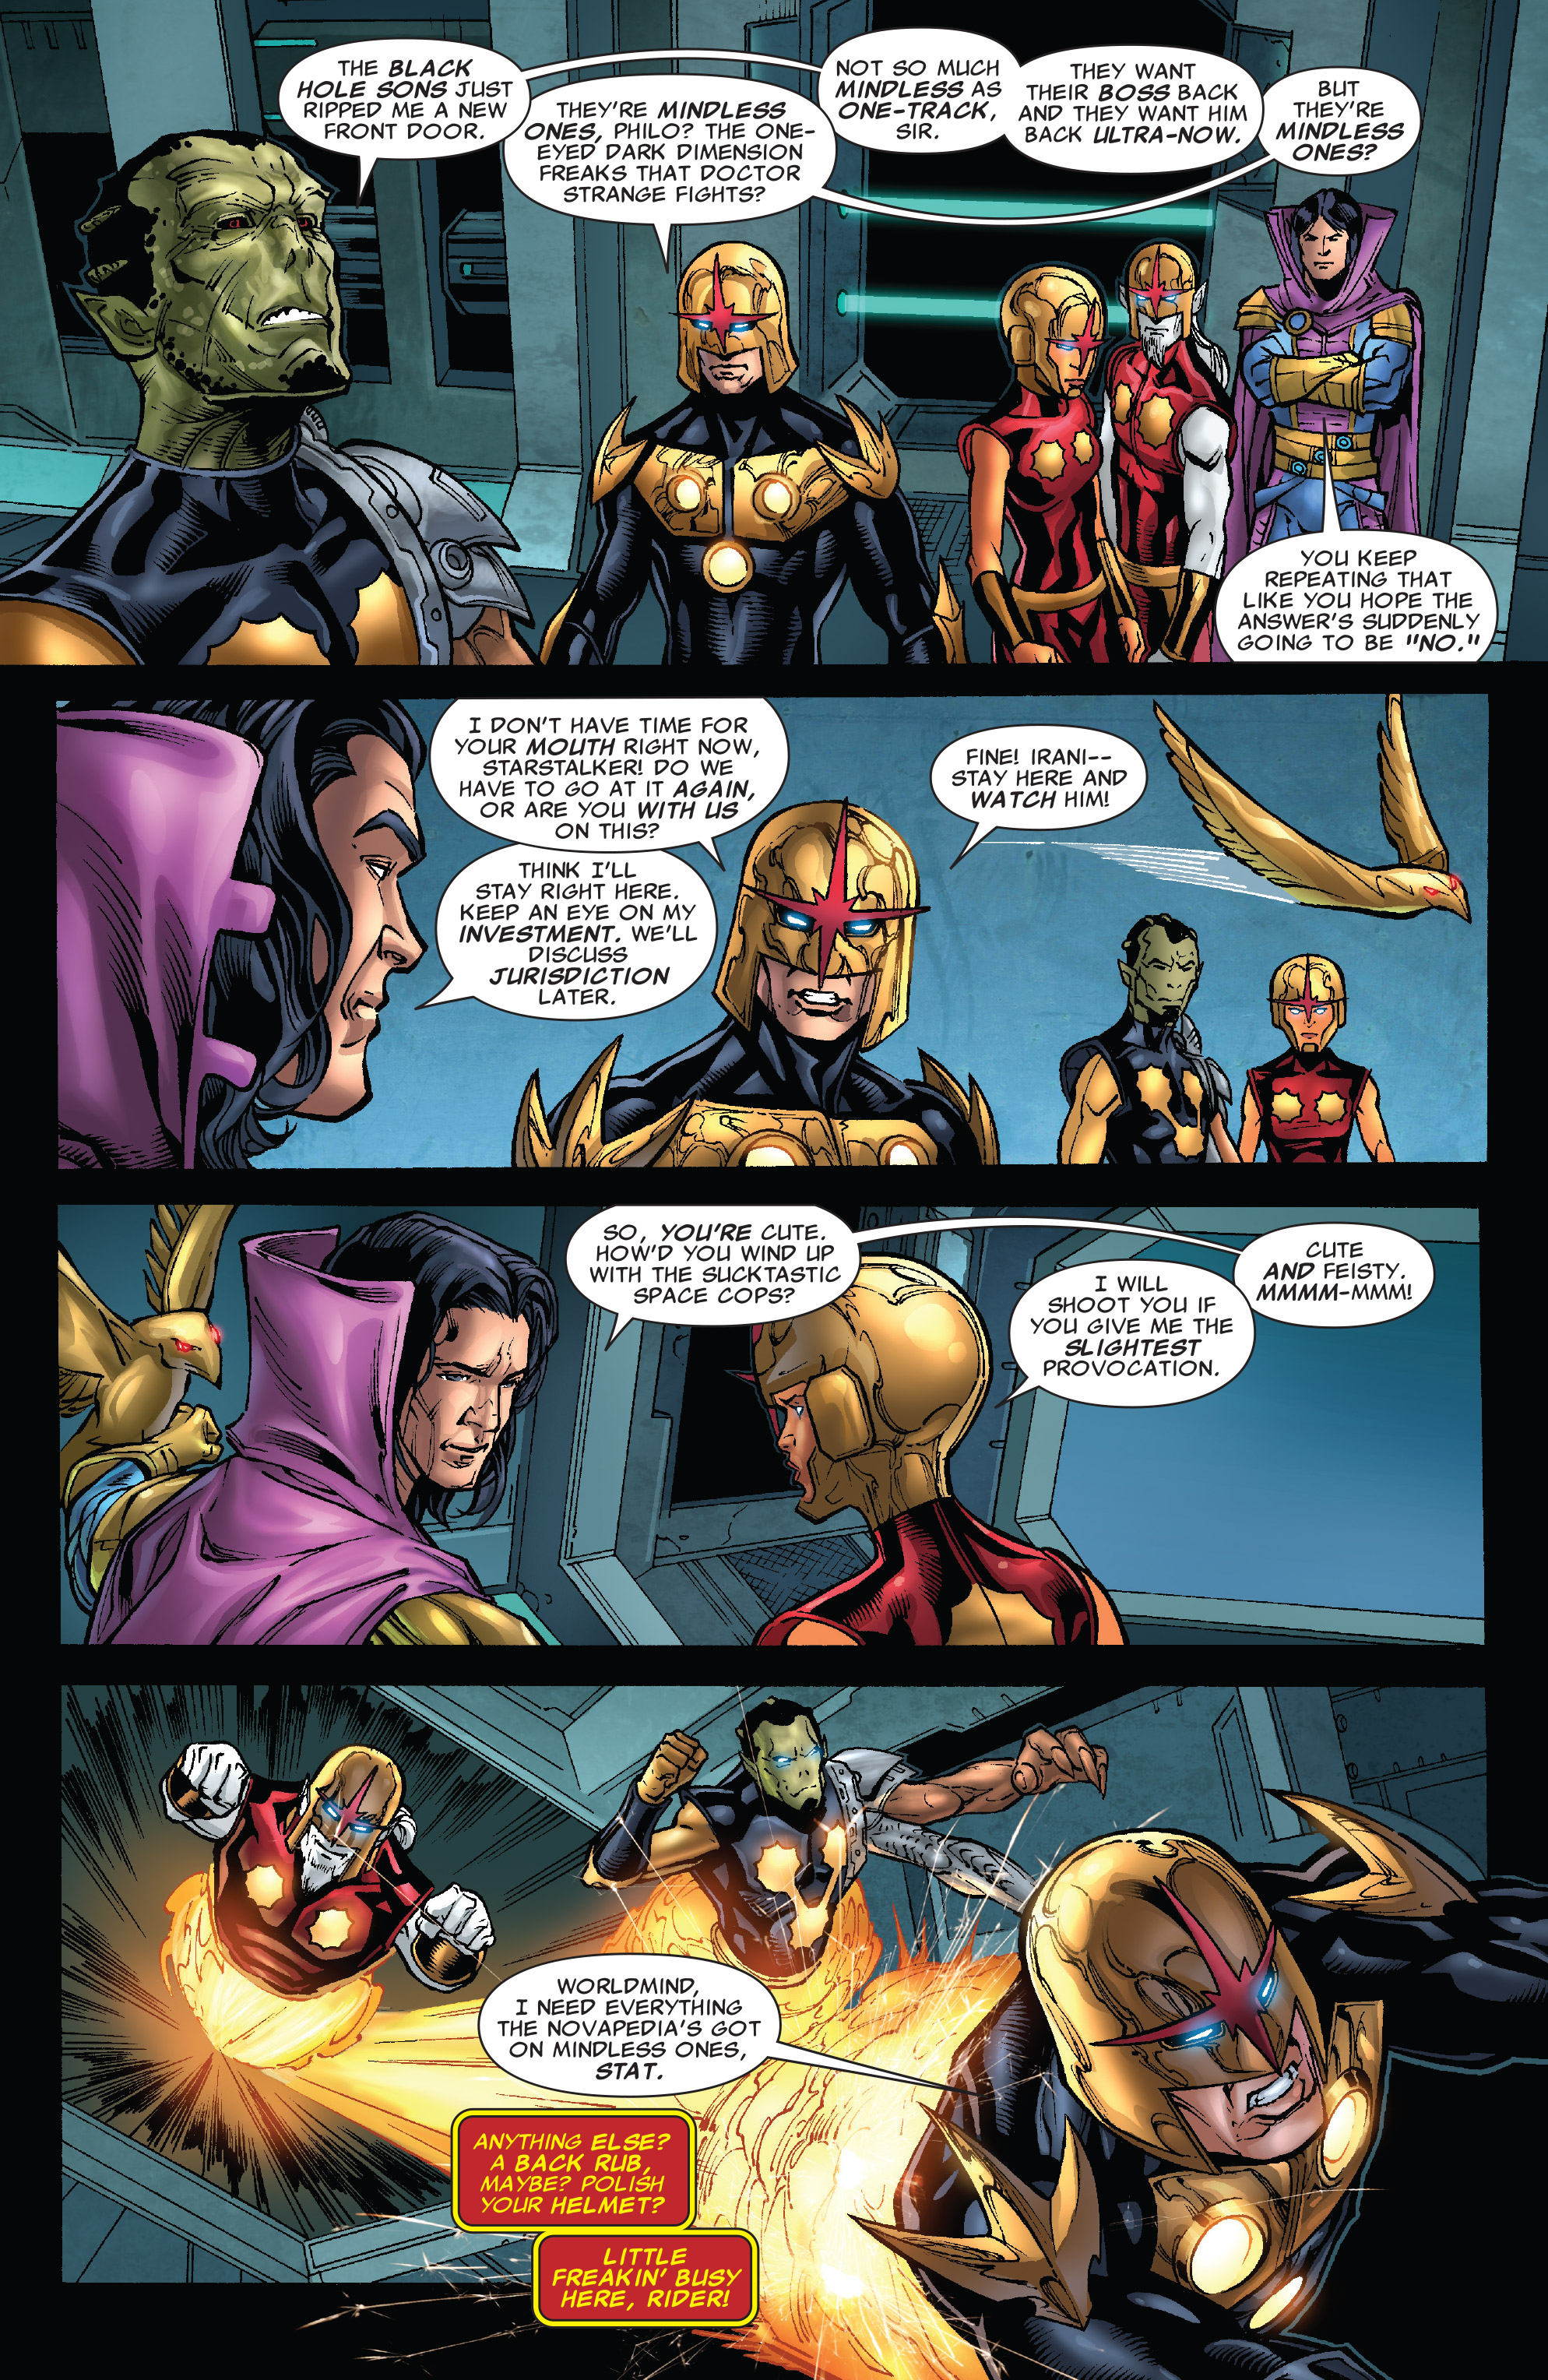 THE BLACK
HOLE SONS JUST
RIPPED ME A NEW
FRONT DOOR.
THEY'RE MINDLESS
ONES, PHILO? THE ONE-
EYED DARK DIMENSION
FREAKS THAT DOCTOR
STRANGE FIGHTS?
NOT SO MUCH
MINDLESS AS
ONE-TRACK,
SIR.
THEY WANT
THEIR BOSS BACK
AND THEY WANT HIM
BACK ULTRA-NOW.
BUT
THEY'RE
MINDLESS
ONES?
YOU KEEP
REPEATING THAT
LIKE YOU HOPE THE
ANSWER'S SUDDENLY
GOING TO BE "NO."
I DON'T HAVE TIME FOR
YOUR MOUTH RIGHT NOW,
STARSTALKER! DO WE
HAVE TO GO AT IT AGAIN,
OR ARE YOU WITH US
ON THIS?
THINK I'LL
STAY RIGHT HERE.
KEEP AN EYE ON MY
INVESTMENT. WE'LL
DISCUSS
JURISDICTION
LATER.
FINE! IRANI--
STAY HERE AND
WATCH HIM!
SO, YOU'RE CUTE.
HOW'D YOU WIND UP
WITH THE SUCKTASTIC
SPACE COPS?
I WILL
SHOOT YOU IF
YOU GIVE ME THE
SLIGHTEST
PROVOCATION.
CUTE
AND FEISTY.
MMMM-MMM!
WORLDMIND,
I NEED EVERYTHING
THE NOVAPEDIA'S GOT
ON MINDLESS ONES,
STAT.
ANYTHING ELSE?
A BACK RUB,
MAYBE? POLISH
YOUR HELMET?
LITTLE
FREAKIN' BUSY
HERE, RIDER!